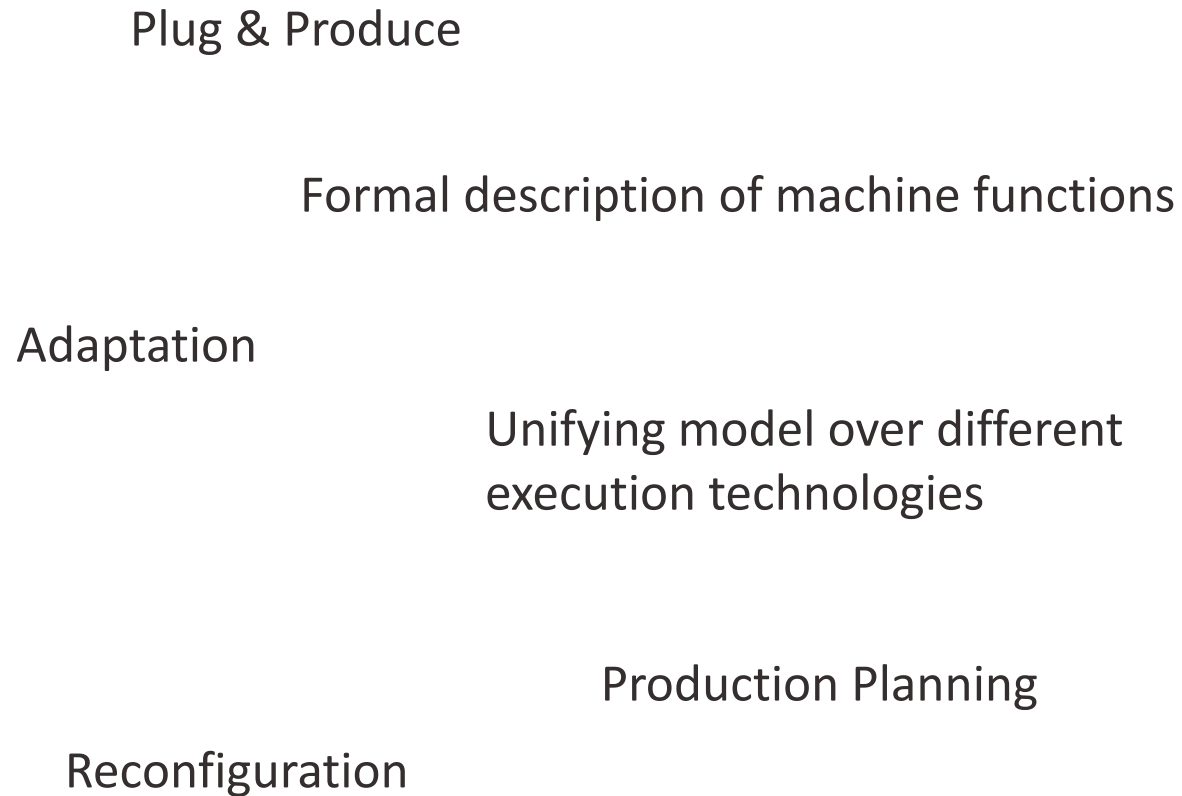 Plug & Produce
Formal description of machine functions
Adaptation
Unifying model over different
execution technologies
Production Planning
Reconfiguration